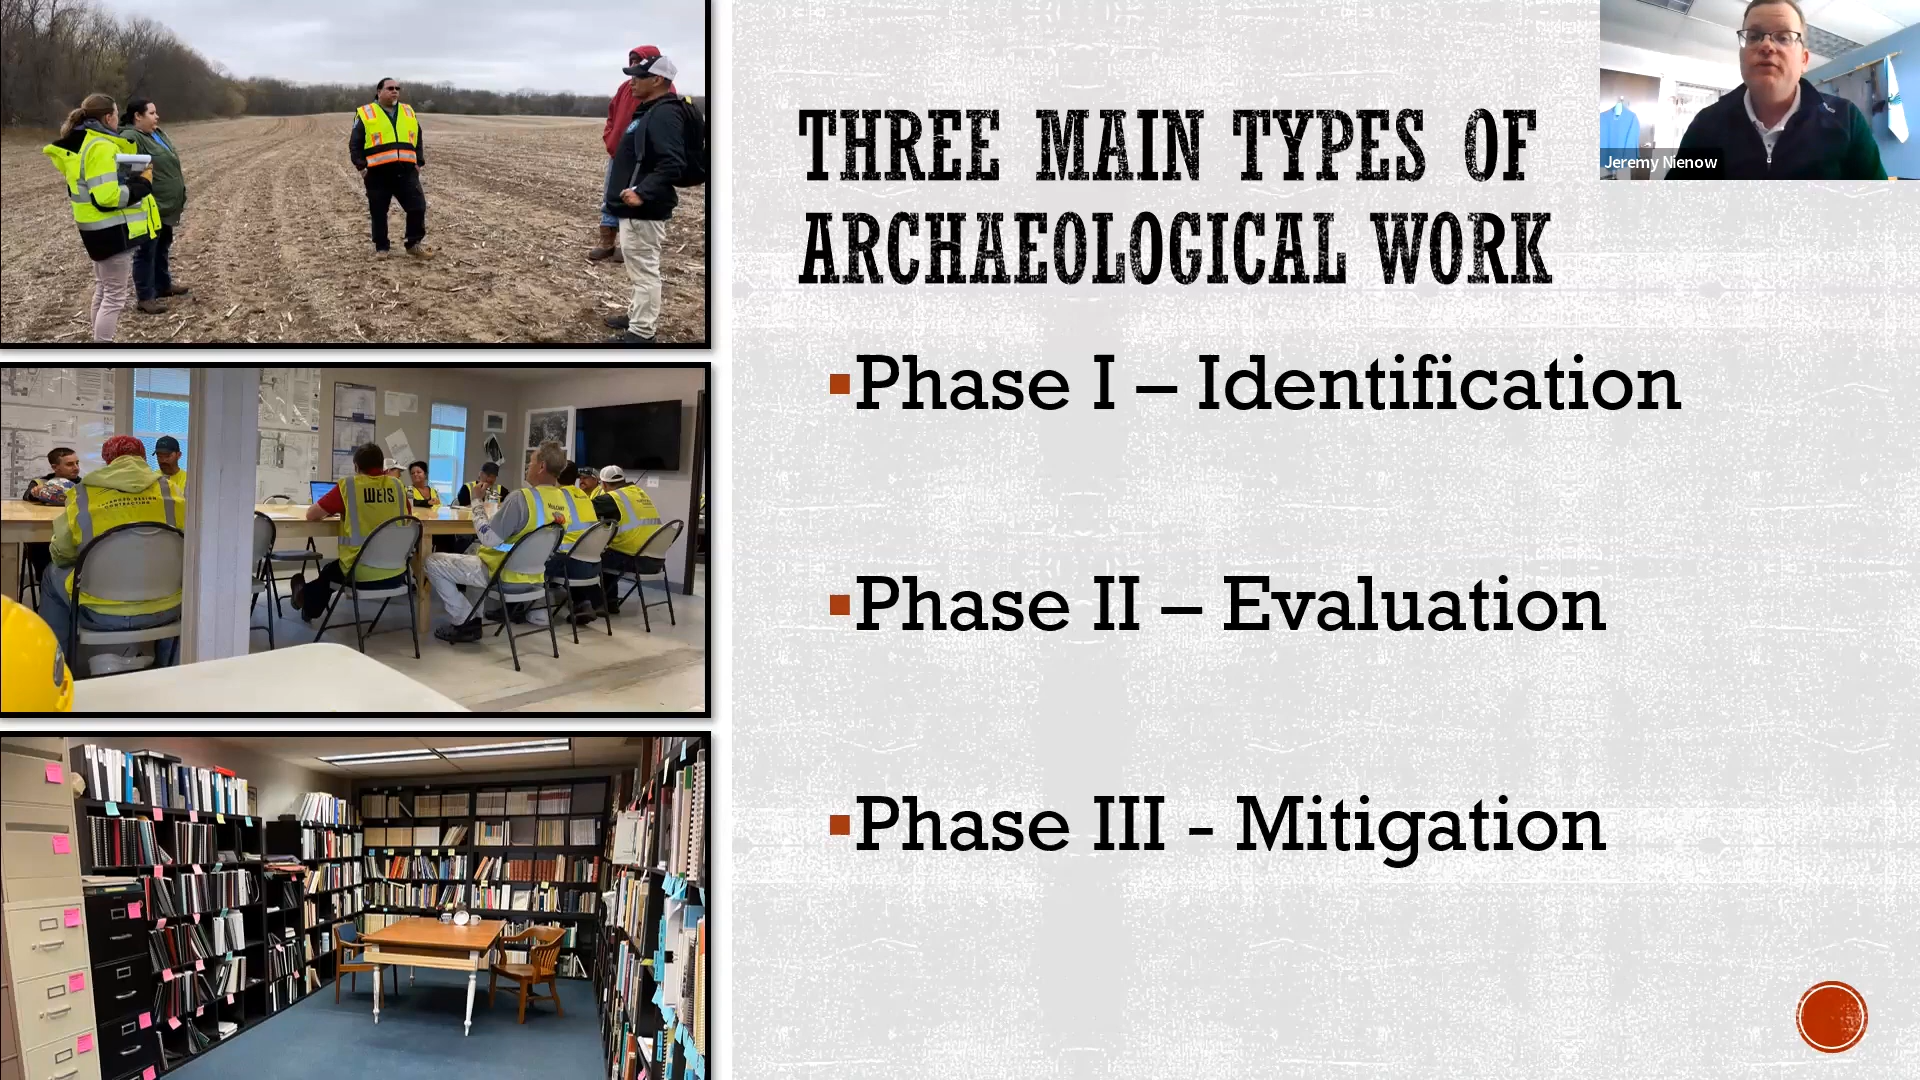 THREE MAIN TYPES OF
ARCHAEOLOGICAL WORK
Jeremy Nienow
▪Phase I – Identification
▪Phase II – Evaluation
▪Phase III - Mitigation
WEIS